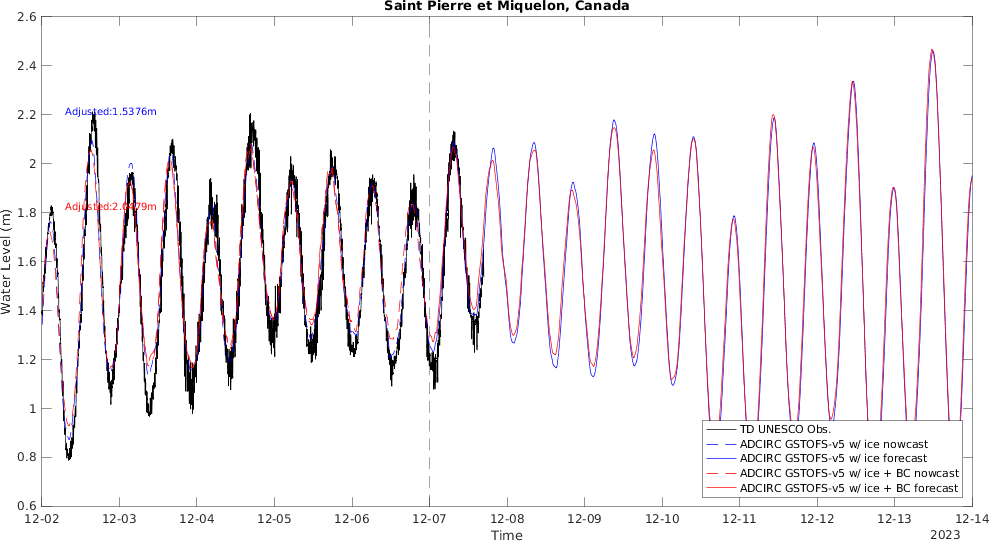 Saint Pierre et Miquelon, Canada
2.6
2.4
2.2
2
1.8
1.6
1.4
1.2
1
0.8
0.6
Water Level (m)
Adjusted:1.5376m
Adjusted:2.0479m
TD UNESCO Obs.
ADCIRC GSTOFS-v5 w/ ice nowcast
ADCIRC GSTOFS-v5 w/ ice forecast
ADCIRC GSTOFS-v5 w/ ice + BC nowcast
ADCIRC GSTOFS-v5 w/ ice + BC forecast
12-02 12-03 12-04 12-05 12-06 12-07 12-08 12-09 12-10 12-11 12-12 12-13 12-14
Time
2023